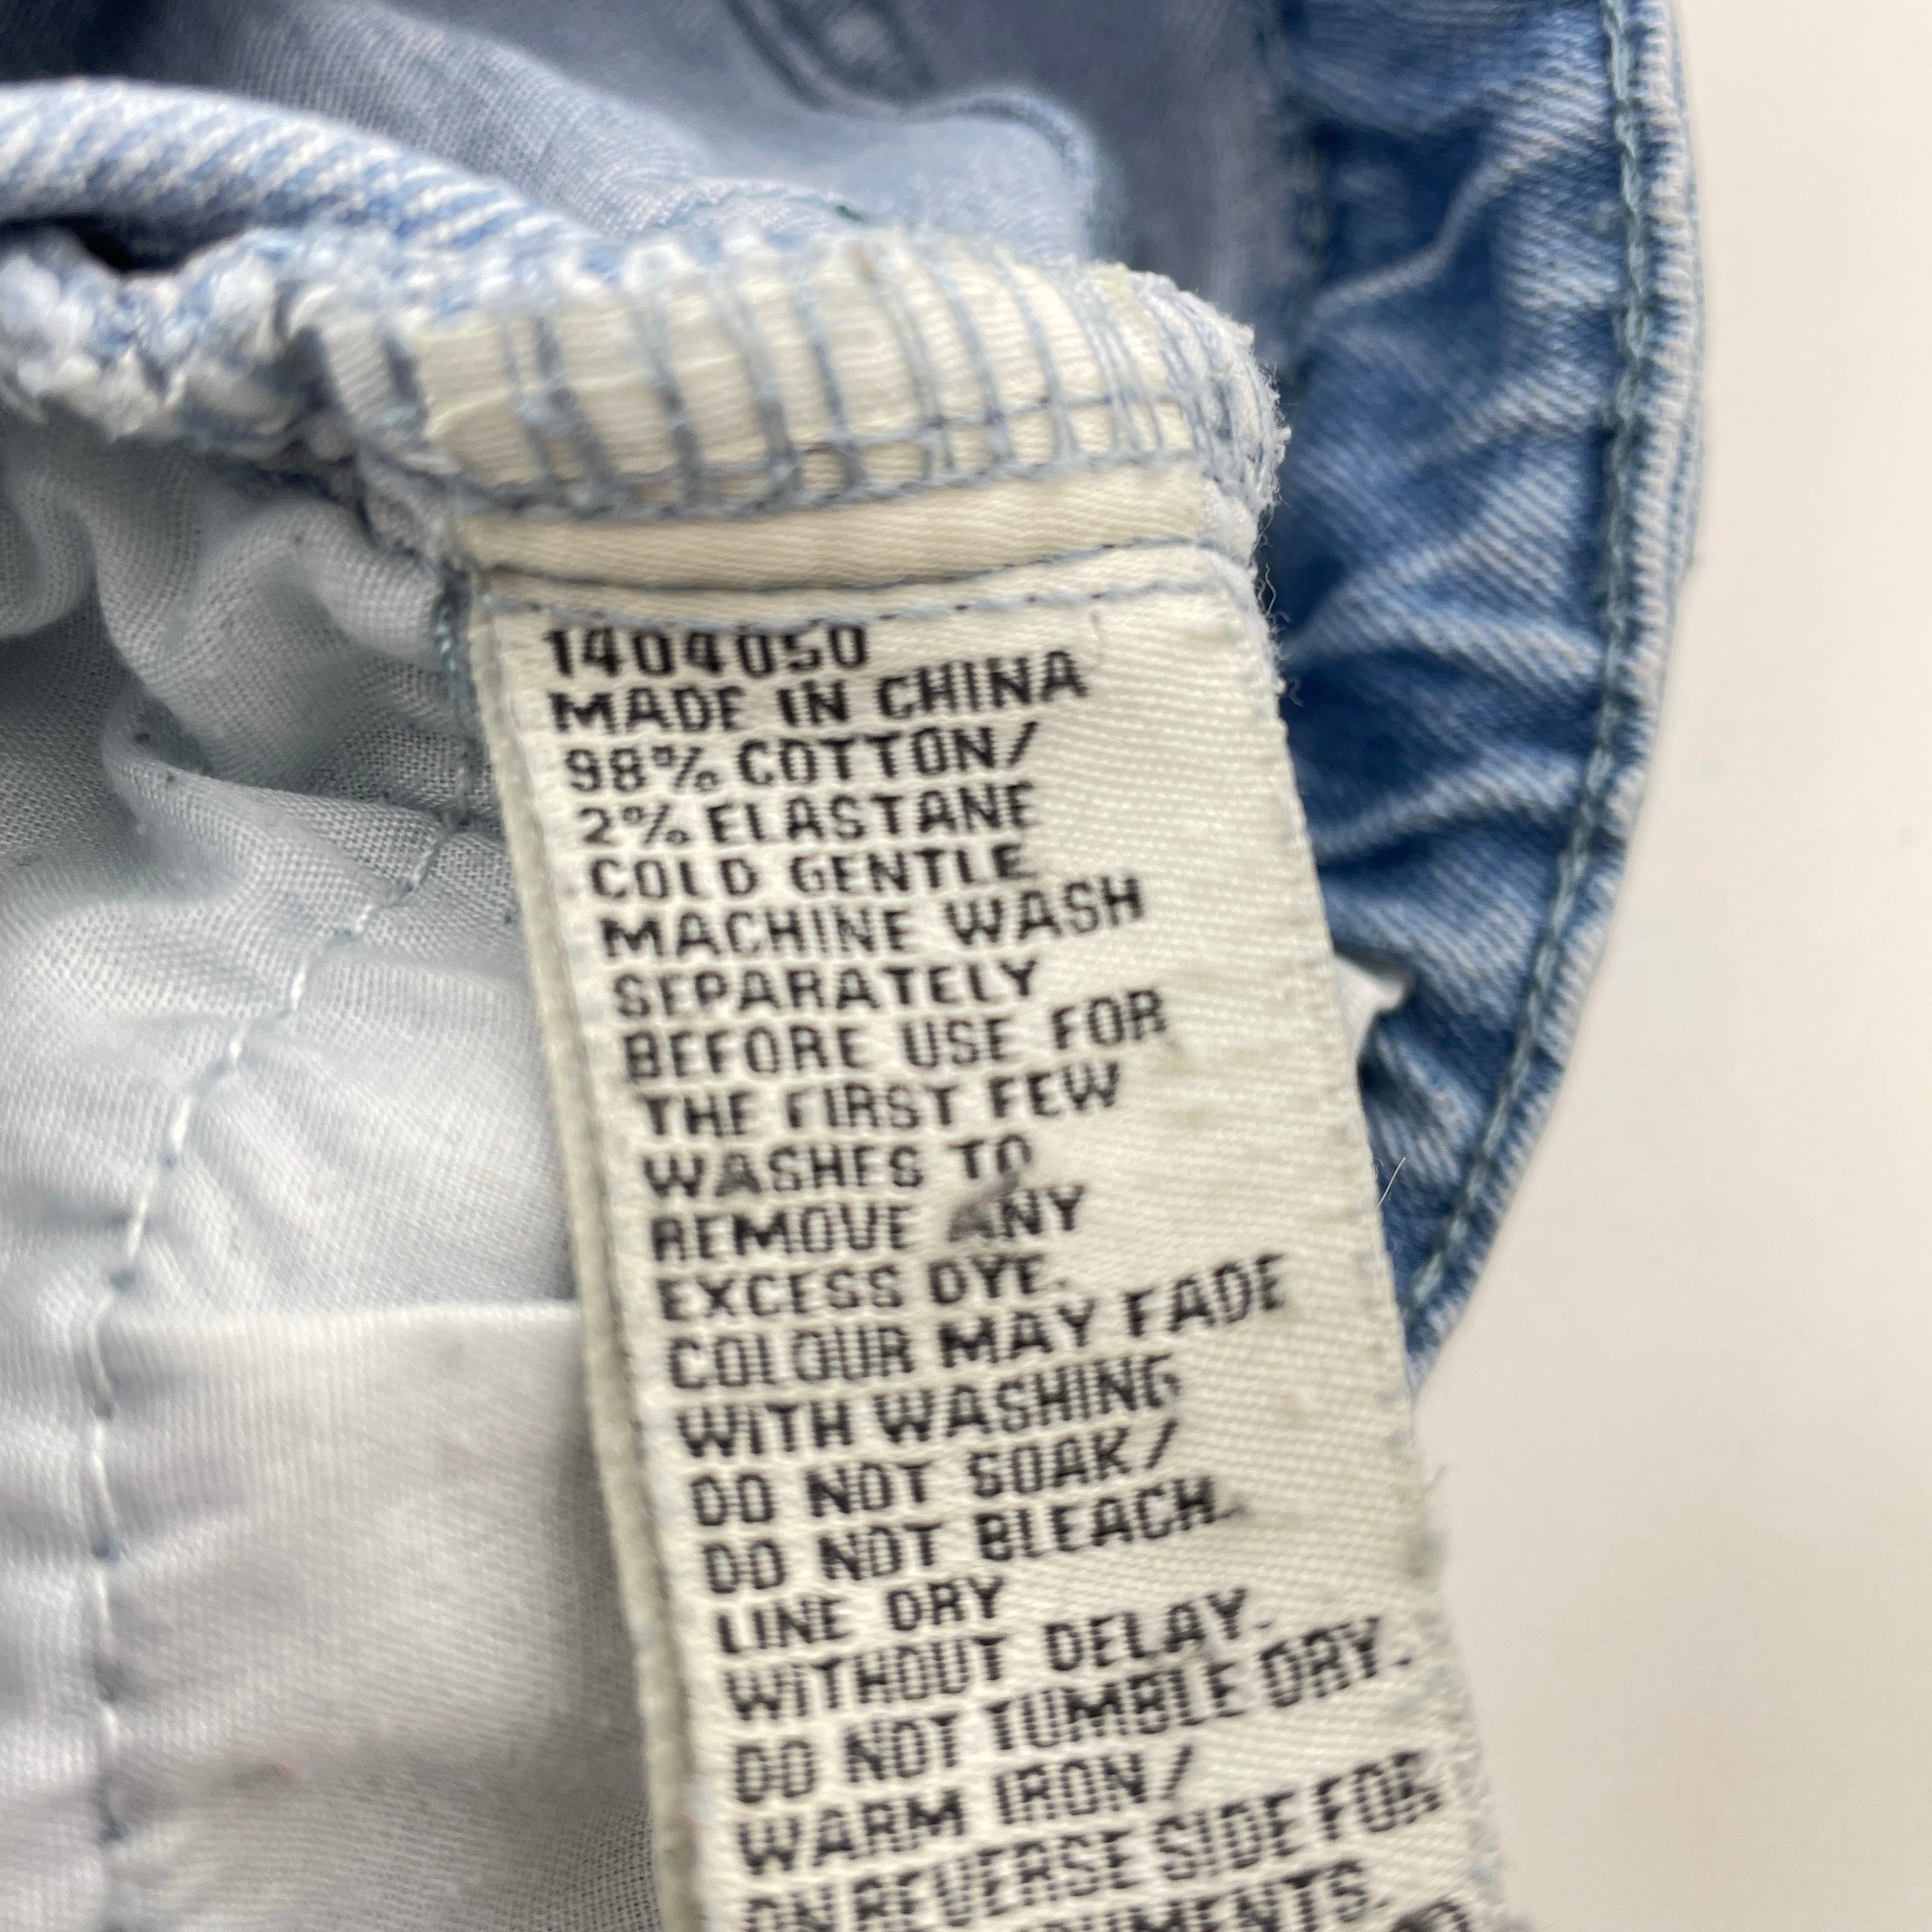 1404050
MADE IN CHINA
98% COTTON/
2% ELASTANE
COLD GENTLE
MACHINE WASH
SEPARATELY
BEFORE USE FOR
THE FIRST FEW
WASHES TO
REMOVE ANY
EXCESS DYE.
COLOUR MAY FADE
WITH WASHING
DO NOT SOAK/
DO NOT BLEACH.
LINE DRY
WITHOUT DELAY.
DO NOT TUMBLE DRY.
WARM IRON/
ON REVERSE SIDE FOR